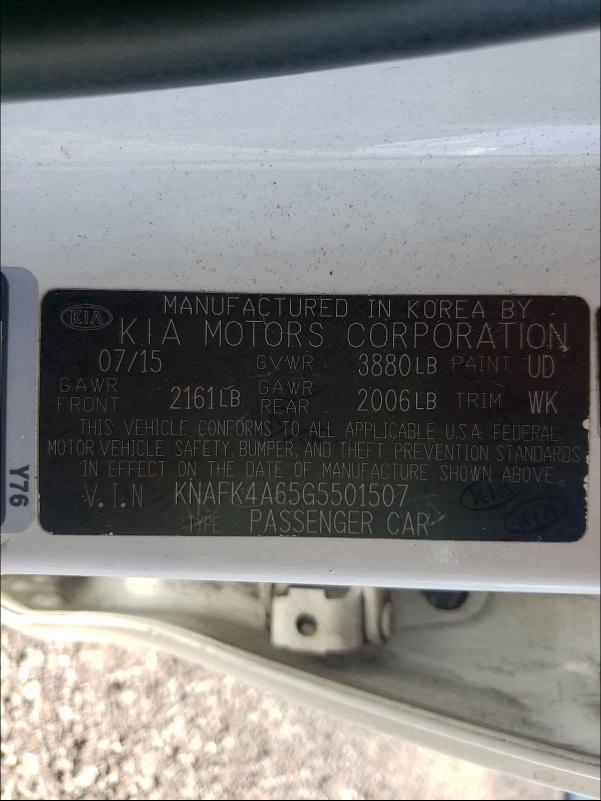 KIA
MANUFACTURED IN KOREA BY
KIA MOTORS CORPORATION
07/15 GVWR 3880LB PAINT UD
GAWR FRONT 2161LB GAWR REAR 2006LB TRIM WK
THIS VEHICLE CONFORMS TO ALL APPLICABLE U.S.A. FEDERAL
MOTOR VEHICLE SAFETY, BUMPER, AND THEFT PREVENTION STANDARDS
IN EFFECT ON THE DATE OF MANUFACTURE SHOWN ABOVE.
V.I.N KNAFK4A65G5501507
TYPE PASSENGER CAR
KIA
KIA
Y76